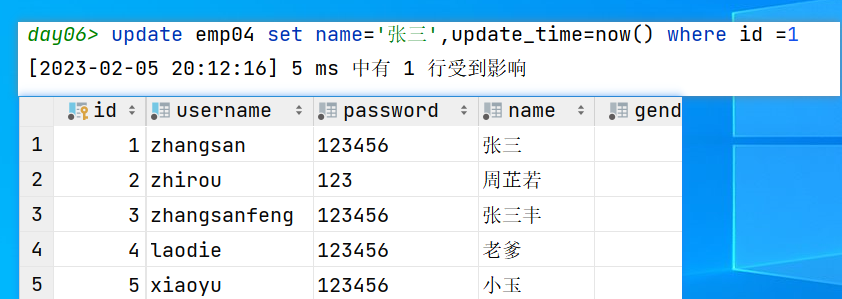 day06> update emp04 set name='张三',update_time=now() where id =1
[2023-02-05 20:12:16] 5 ms 中有 1 行受到影响
id username password name gend
1 1 zhangsan 123456 张三
2 2 zhirou 123 周芷若
3 3 zhangsanfeng 123456 张三丰
4 4 laodie 123456 老爹
5 5 xiaoyu 123456 小玉